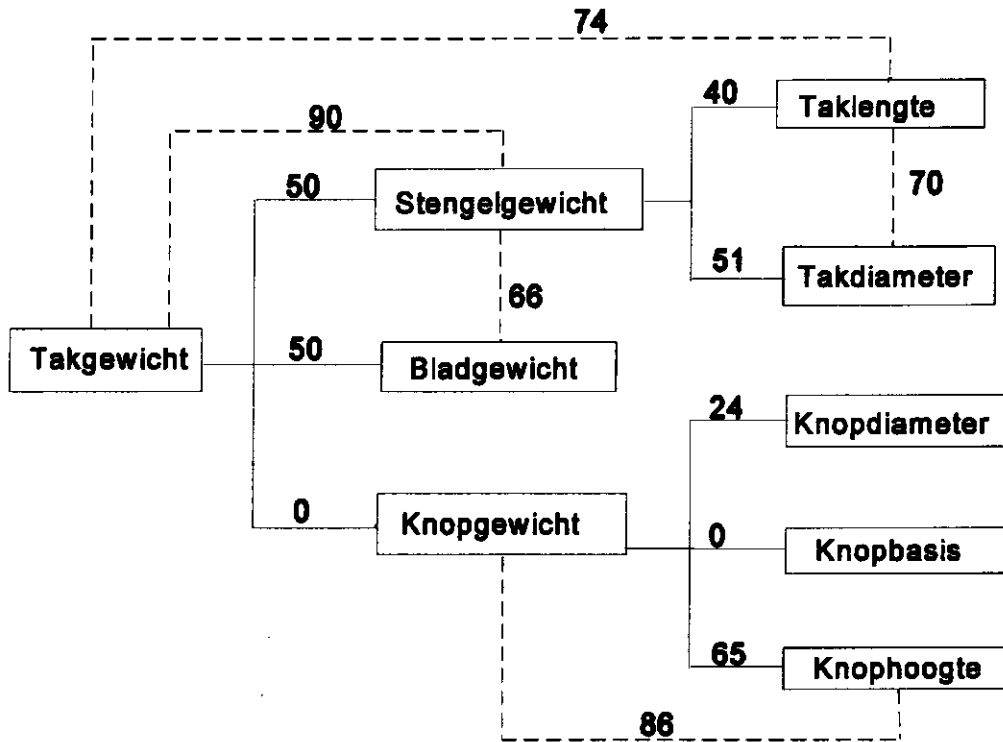 74
40
Taklengte
90
50
70
Stengelgewicht
51
Takdiameter
66
Takgewicht
50
Bladgewicht
24
Knopdiameter
0
Knopgewicht
0
Knopbasis
65
Knophoogte
86